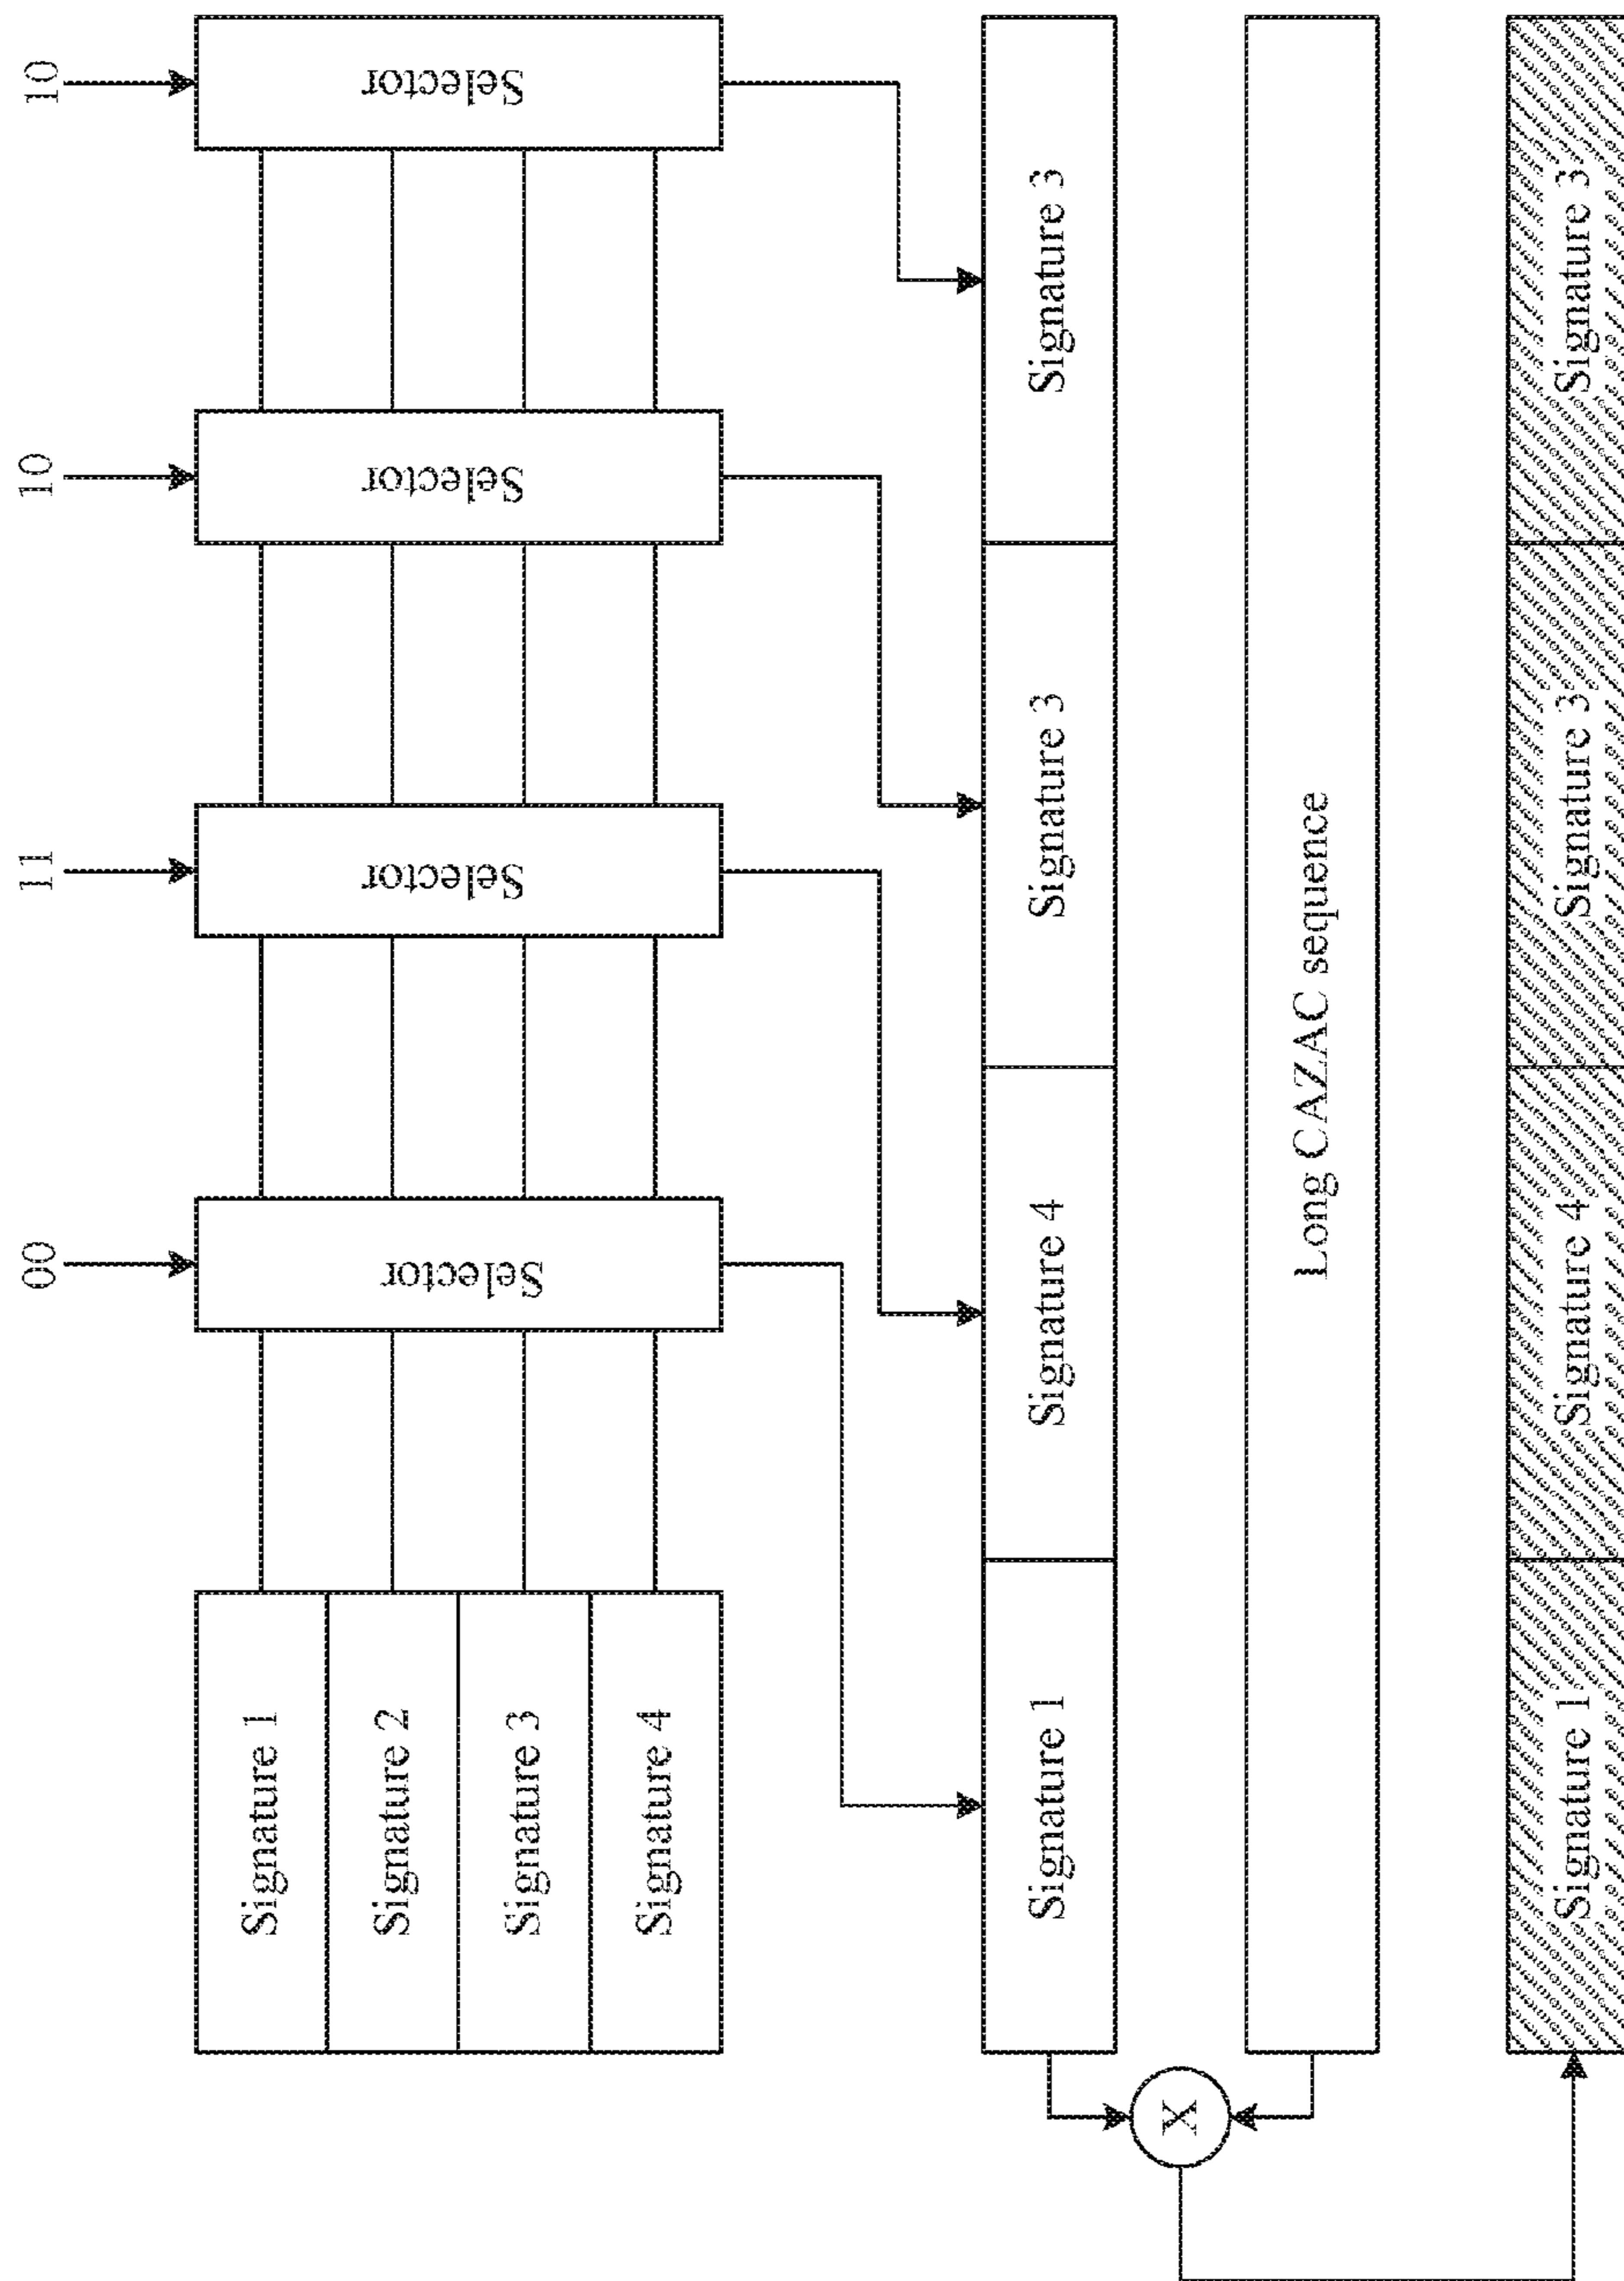 10
10
11
00
Selector
Selector
Selector
Selector
Signature 1
Signature 2
Signature 3
Signature 4
Signature 1
Signature 4
Signature 3
Signature 3
Long CAZAC sequence
X
Signature 1
Signature 4
Signature 3
Signature 3